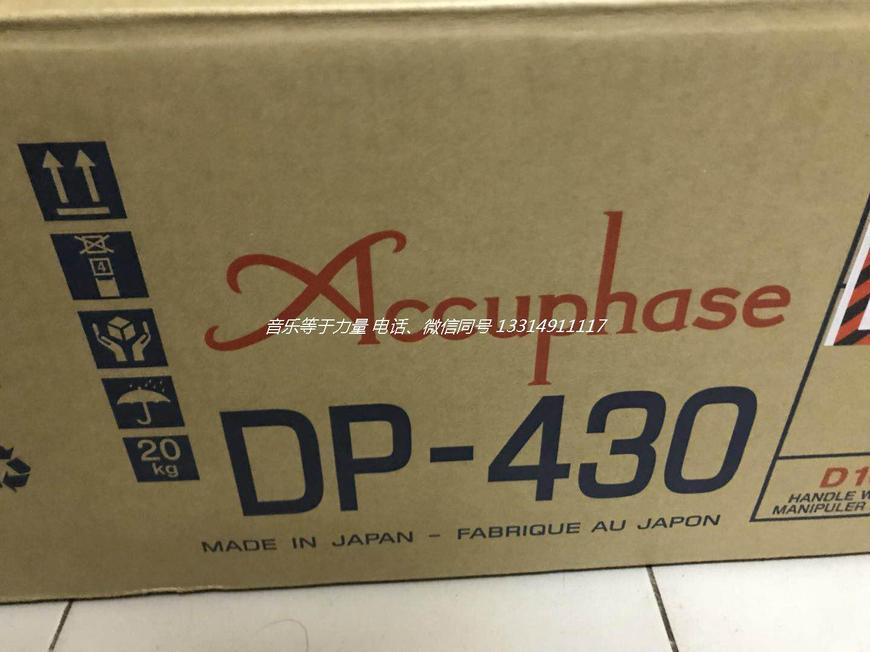 Accuphase
音乐等于力量 电话、微信同号 13314911117
DP-430
MADE IN JAPAN - FABRIQUE AU JAPON
4
20
kg
HANDLE
MANIPULER